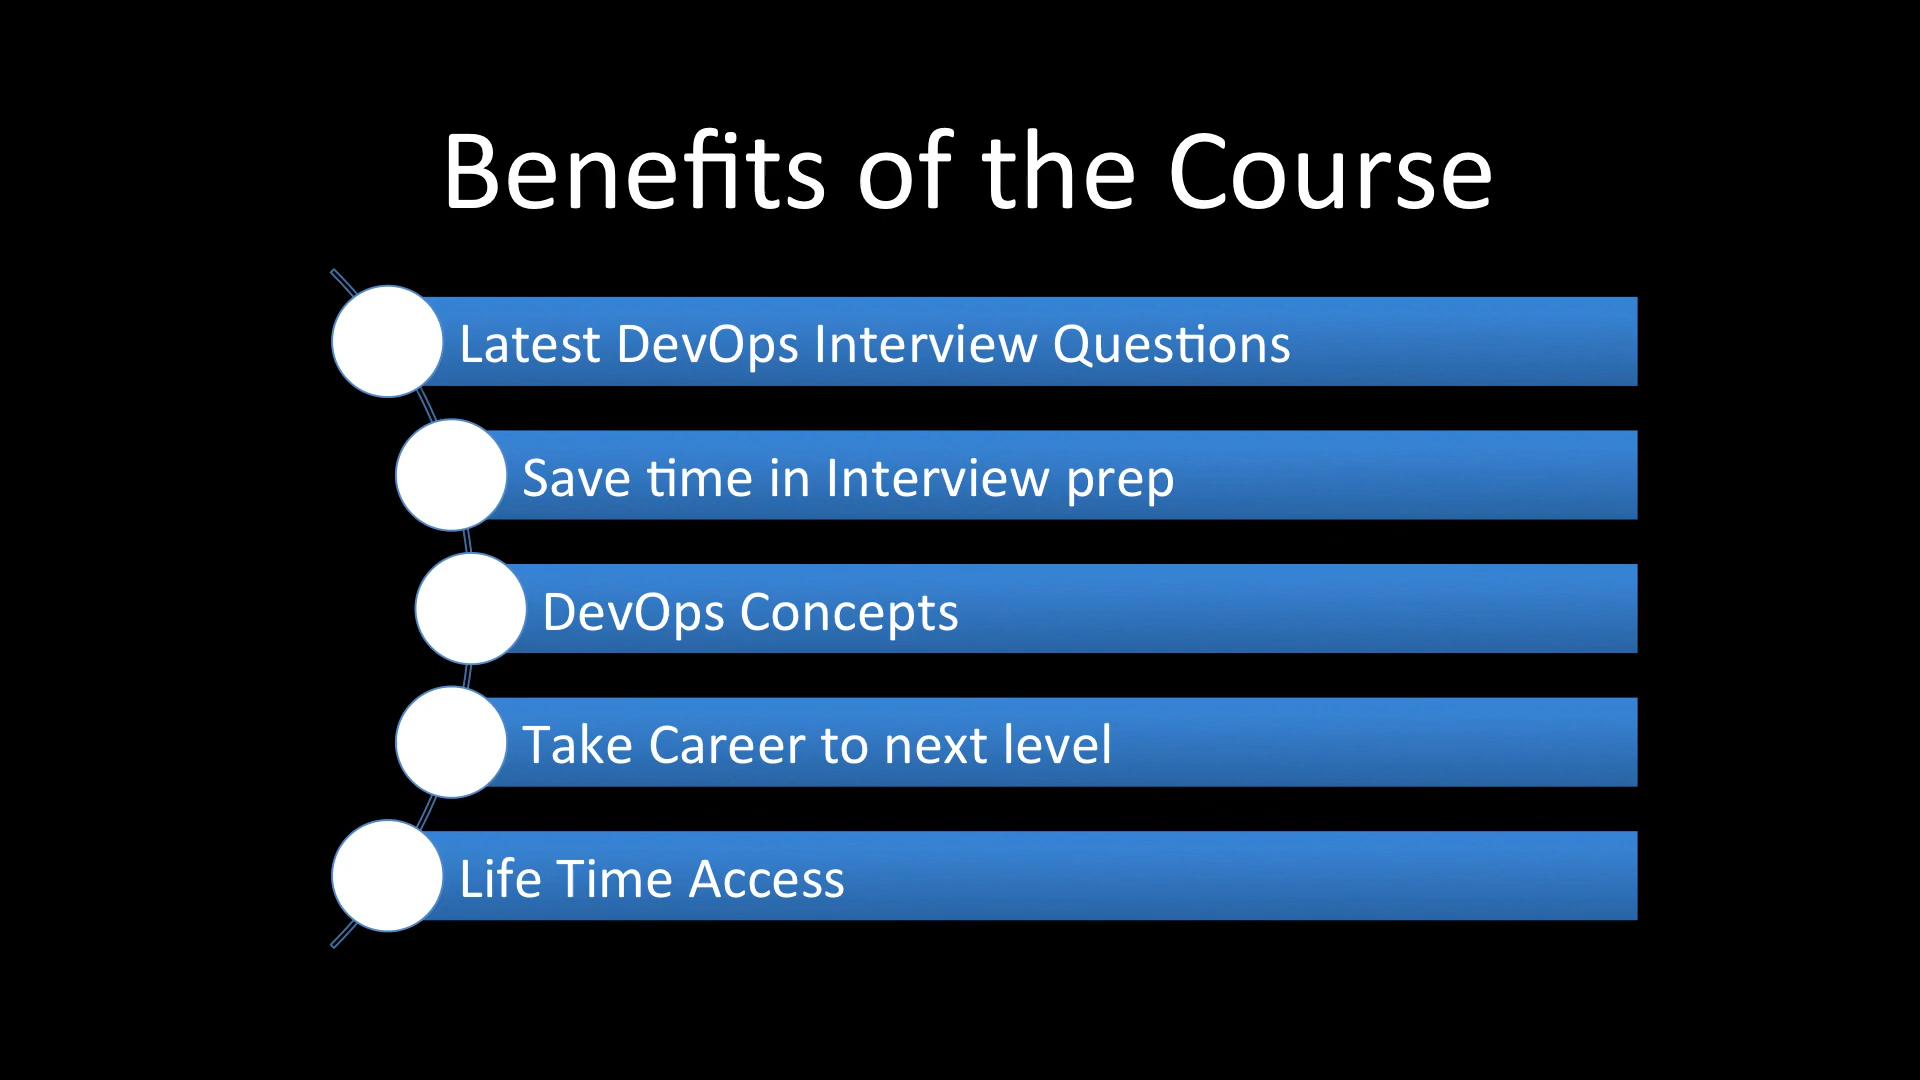 Benefits of the Course
Latest DevOps Interview Questions
Save time in Interview prep
DevOps Concepts
Take Career to next level
Life Time Access